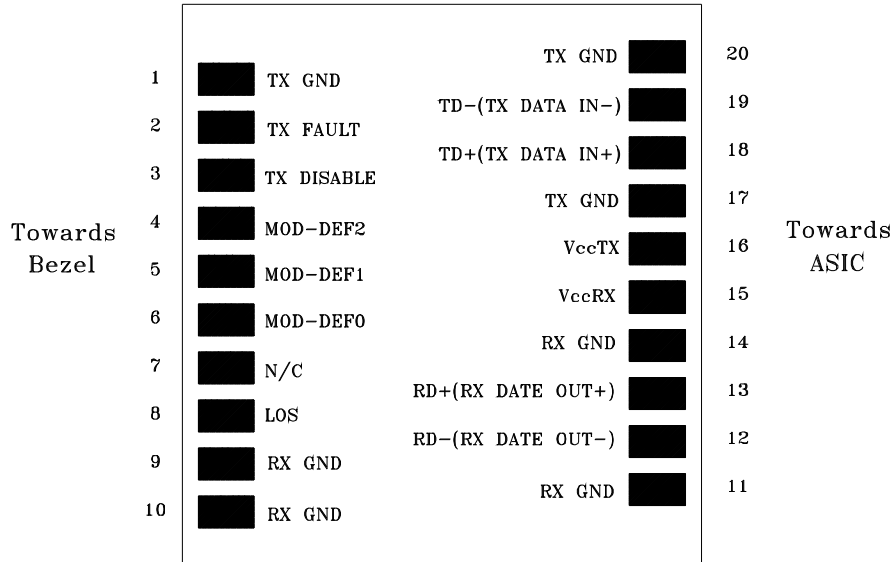 1 TX GND
2 TX FAULT
3 TX DISABLE
4 MOD-DEF2
5 MOD-DEF1
6 MOD-DEF0
7 N/C
8 LOS
9 RX GND
10 RX GND
Towards
Bezel
TX GND 20
TD-(TX DATA IN-) 19
TD+(TX DATA IN+) 18
TX GND 17
VccTX 16
VccRX 15
RX GND 14
RD+(RX DATE OUT+) 13
RD-(RX DATE OUT-) 12
RX GND 11
Towards
ASIC